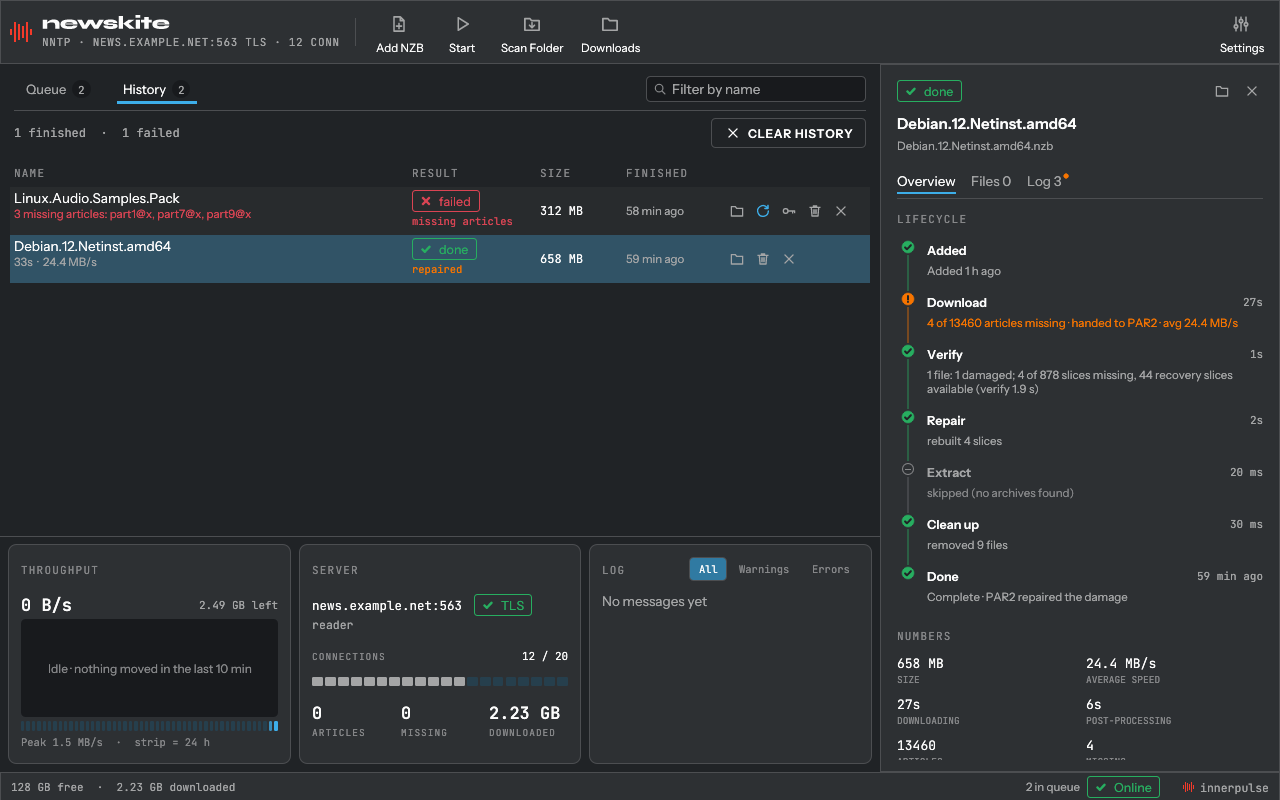 newskite
NNTP · NEWS.EXAMPLE.NET:563 TLS · 12 CONN
Add NZB
Start
Scan Folder
Downloads
Settings
Queue 2
History 2
Filter by name
1 finished · 1 failed
CLEAR HISTORY
NAME RESULT SIZE FINISHED
Linux.Audio.Samples.Pack
3 missing articles: part1@x, part7@x, part9@x
failed
missing articles
312 MB
58 min ago
Debian.12.Netinst.amd64
33s · 24.4 MB/s
done
repaired
658 MB
59 min ago
THROUGHPUT
0 B/s
2.49 GB left
Idle · nothing moved in the last 10 min
Peak 1.5 MB/s · strip = 24 h
SERVER
news.example.net:563
TLS
reader
CONNECTIONS
12 / 20
0
ARTICLES
0
MISSING
2.23 GB
DOWNLOADED
LOG
All
Warnings
Errors
No messages yet
done
Debian.12.Netinst.amd64
Debian.12.Netinst.amd64.nzb
Overview
Files 0
Log 3
LIFECYCLE
Added
Added 1 h ago
Download
27s
4 of 13460 articles missing · handed to PAR2 · avg 24.4 MB/s
Verify
1s
1 file: 1 damaged; 4 of 878 slices missing, 44 recovery slices
available (verify 1.9 s)
Repair
2s
rebuilt 4 slices
Extract
20 ms
skipped (no archives found)
Clean up
30 ms
removed 9 files
Done
59 min ago
Complete · PAR2 repaired the damage
NUMBERS
658 MB
SIZE
24.4 MB/s
AVERAGE SPEED
27s
DOWNLOADING
6s
POST-PROCESSING
13460
ARTICLES
4
MISSING
128 GB free · 2.23 GB downloaded
2 in queue
Online
innerpulse